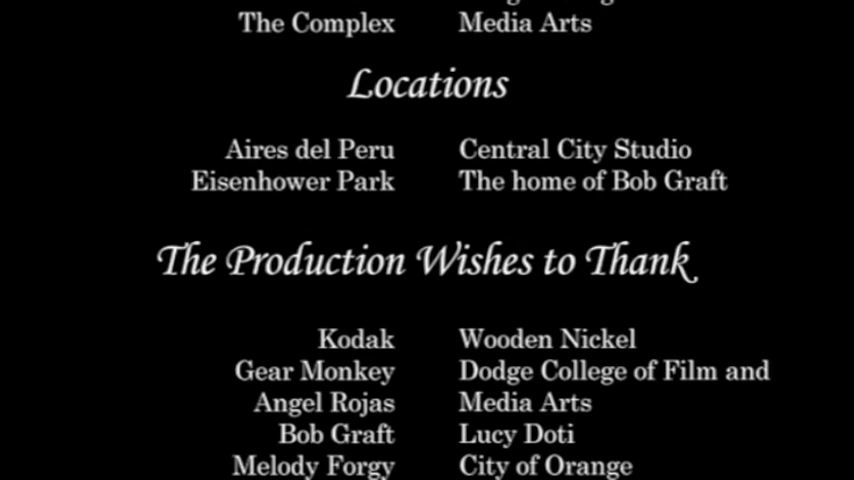 The Complex Media Arts
Locations
Aires del Peru Central City Studio
Eisenhower Park The home of Bob Graft
The Production Wishes to Thank
Kodak Wooden Nickel
Gear Monkey Dodge College of Film and
Angel Rojas Media Arts
Bob Graft Lucy Doti
Melody Forgy City of Orange